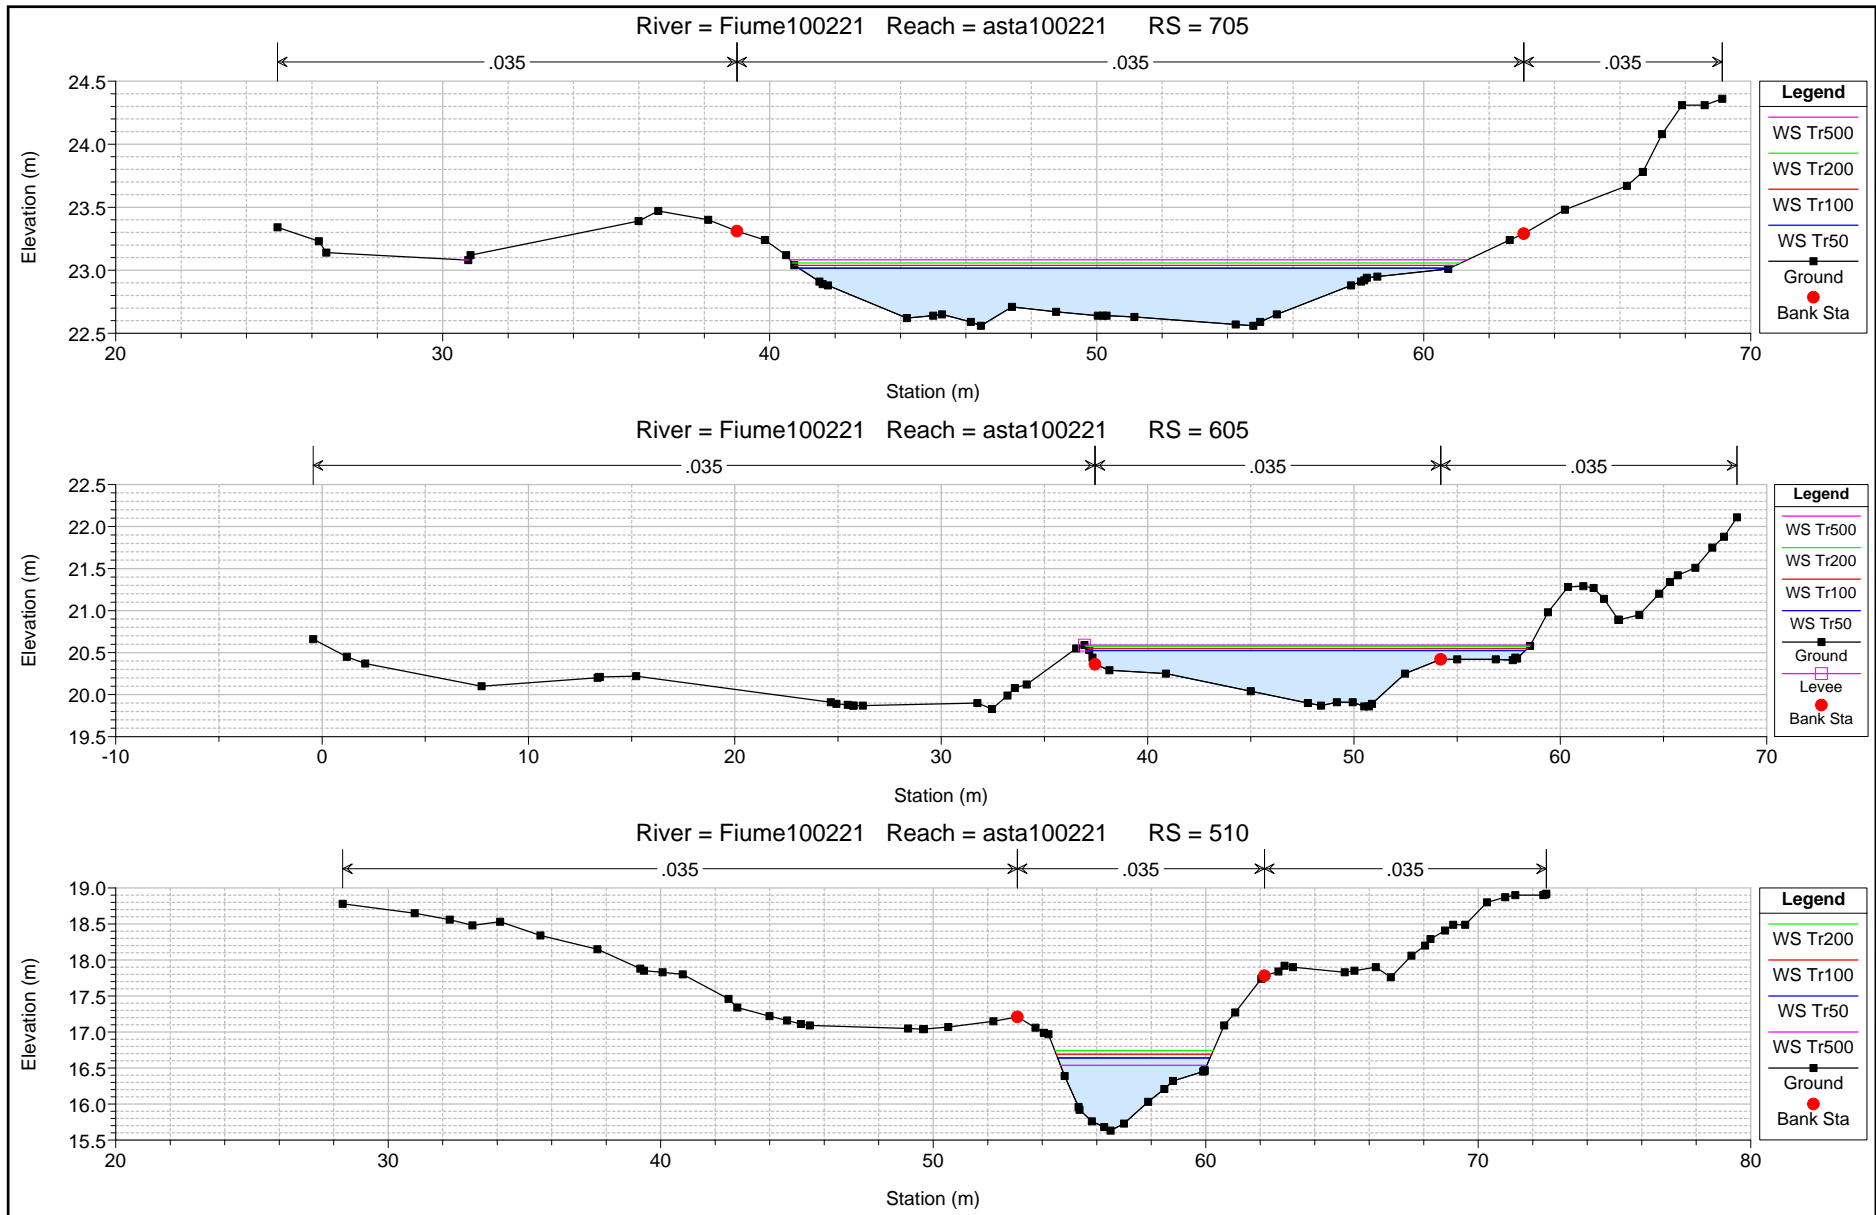 River = Fiume100221 Reach = asta100221 RS = 705
.035 .035 .035
24.5
24.0
23.5
23.0
22.5
Elevation (m)
20 30 40 50 60 70
Station (m)
Legend
WS Tr500
WS Tr200
WS Tr100
WS Tr50
Ground
Bank Sta
River = Fiume100221 Reach = asta100221 RS = 605
.035 .035 .035
22.5
22.0
21.5
21.0
20.5
20.0
19.5
Elevation (m)
-10 0 10 20 30 40 50 60 70
Station (m)
Legend
WS Tr500
WS Tr200
WS Tr100
WS Tr50
Ground
Levee
Bank Sta
River = Fiume100221 Reach = asta100221 RS = 510
.035 .035 .035
19.0
18.5
18.0
17.5
17.0
16.5
16.0
15.5
Elevation (m)
20 30 40 50 60 70 80
Station (m)
Legend
WS Tr200
WS Tr100
WS Tr50
WS Tr500
Ground
Bank Sta